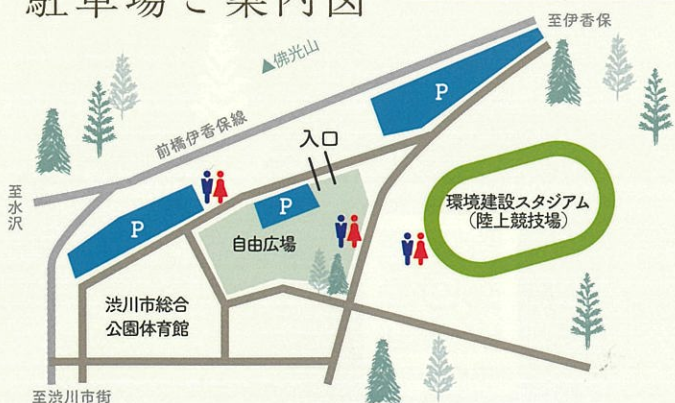 駐車場ご案内図
至伊香保
▲佛光山
P
前橋伊香保線
入口
至水沢
P
環境建設スタジアム
(陸上競技場)
P
自由広場
渋川市総合
公園体育館
至渋川市街